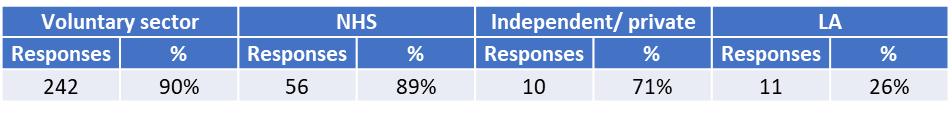 Voluntary sector NHS Independent/ private LA
Responses % Responses % Responses % Responses %
242 90% 56 89% 10 71% 11 26%